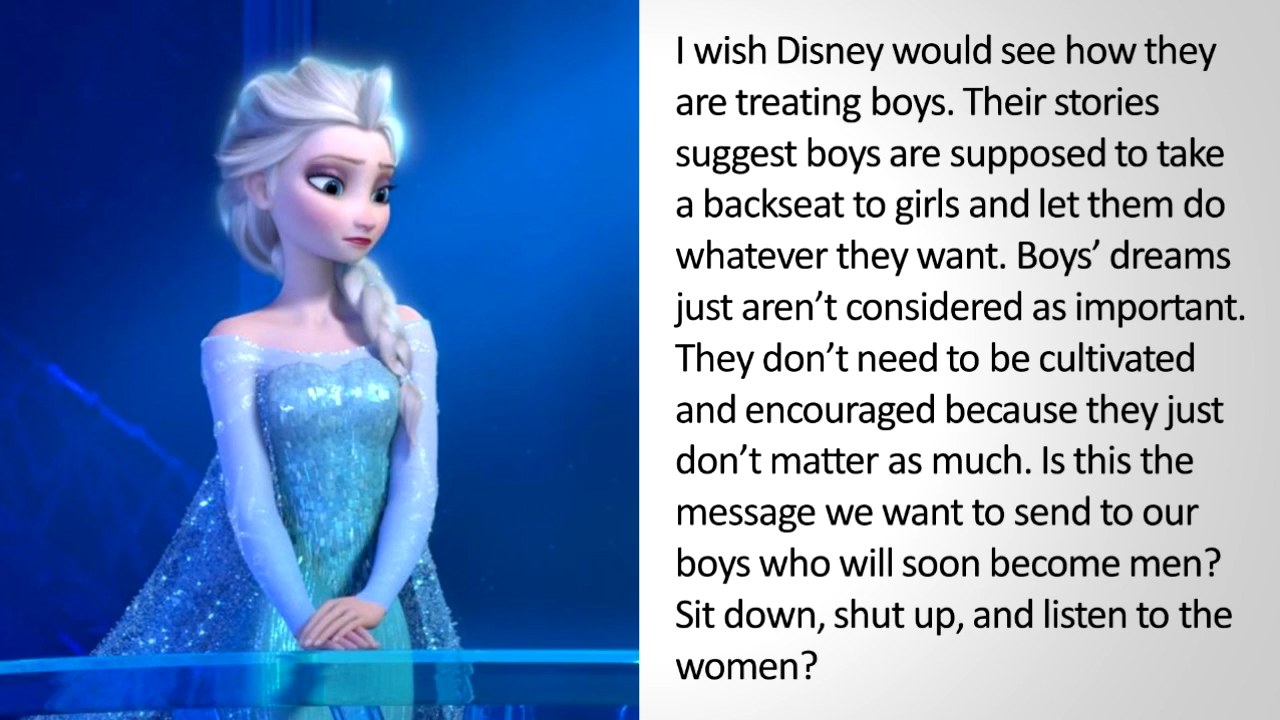 I wish Disney would see how they
are treating boys. Their stories
suggest boys are supposed to take
a backseat to girls and let them do
whatever they want. Boys’ dreams
just aren’t considered as important.
They don’t need to be cultivated
and encouraged because they just
don’t matter as much. Is this the
message we want to send to our
boys who will soon become men?
Sit down, shut up, and listen to the
women?